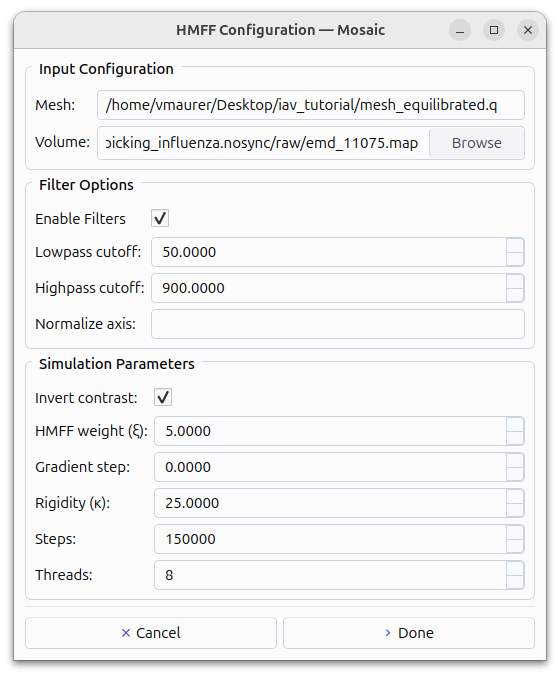 HMFF Configuration — Mosaic
Input Configuration
Mesh: /home/vmaurer/Desktop/iav_tutorial/mesh_equilibrated.q
Volume: picking_influenza.nosync/raw/emd_11075.map Browse
Filter Options
Enable Filters
Lowpass cutoff: 50.0000
Highpass cutoff: 900.0000
Normalize axis:
Simulation Parameters
Invert contrast:
HMFF weight (ξ): 5.0000
Gradient step: 0.0000
Rigidity (κ): 25.0000
Steps: 150000
Threads: 8
Cancel
Done